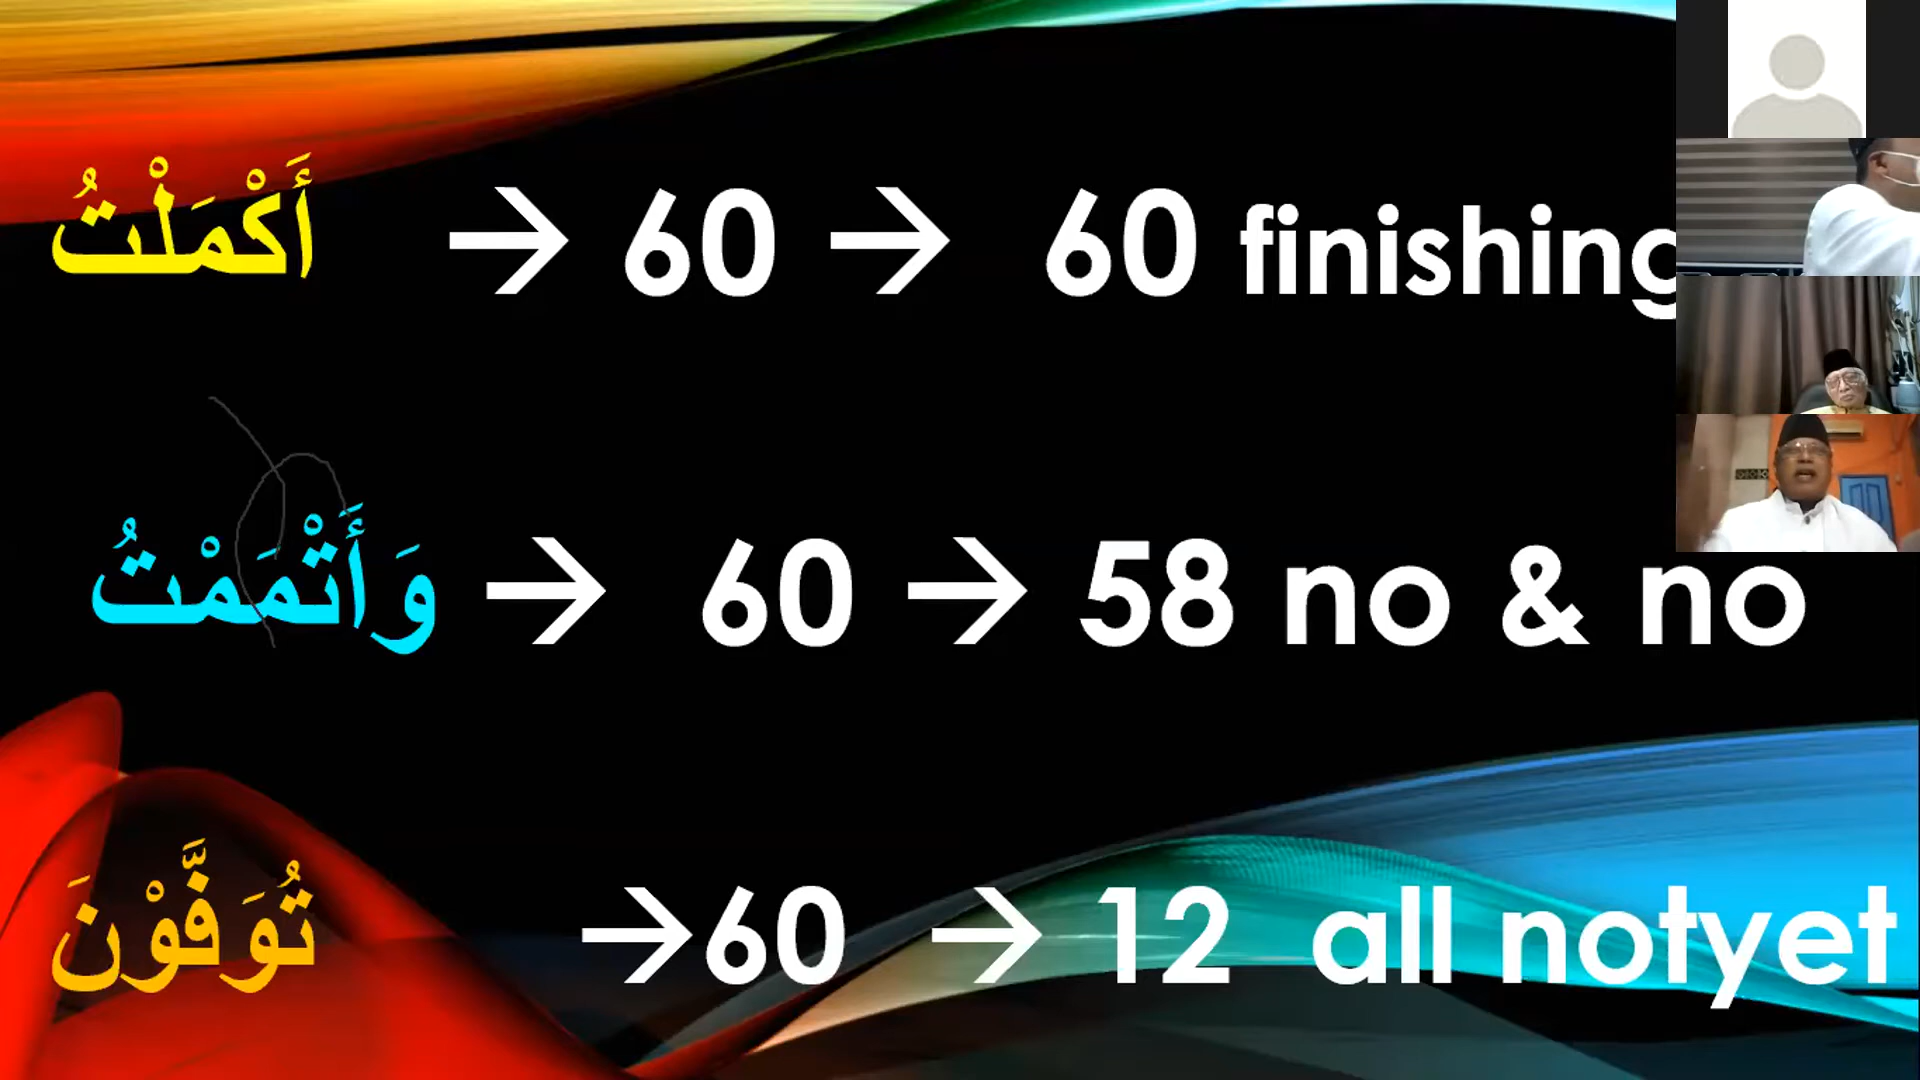 أَكْمَلْتُ → 60 → 60 finishing
وَأَتْمَمْتُ → 60 → 58 no & no
تُوَفَّوْنَ →60 → 12 all notyet